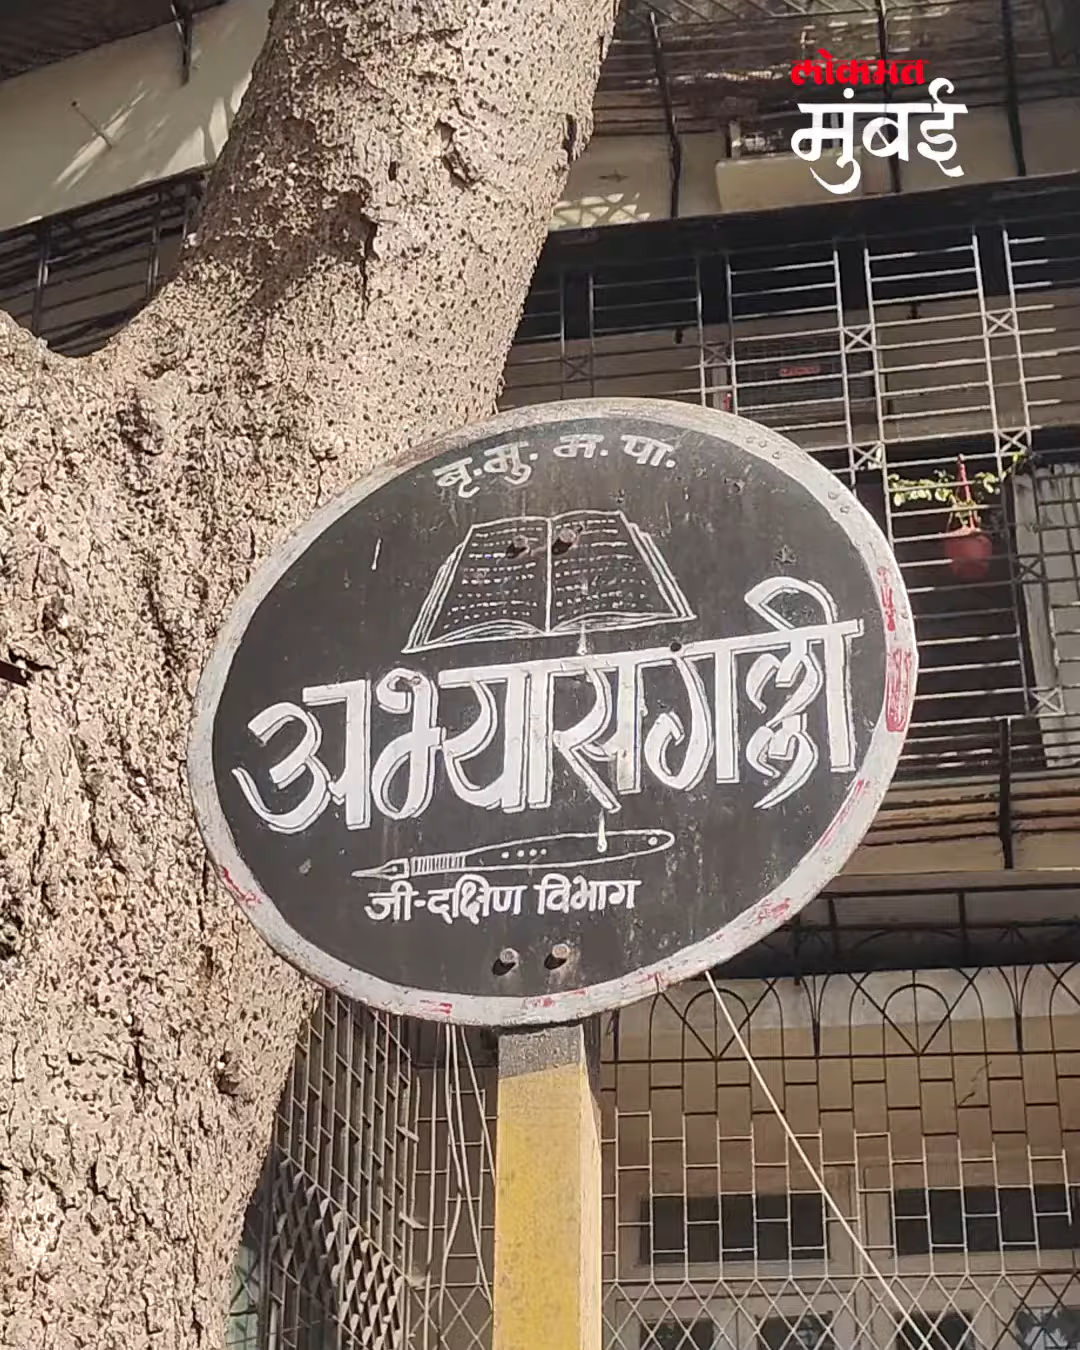 लोकमत
मुंबई
बृ.मु. म. पा.
अभ्यासगल्ली
जी-दक्षिण विभाग